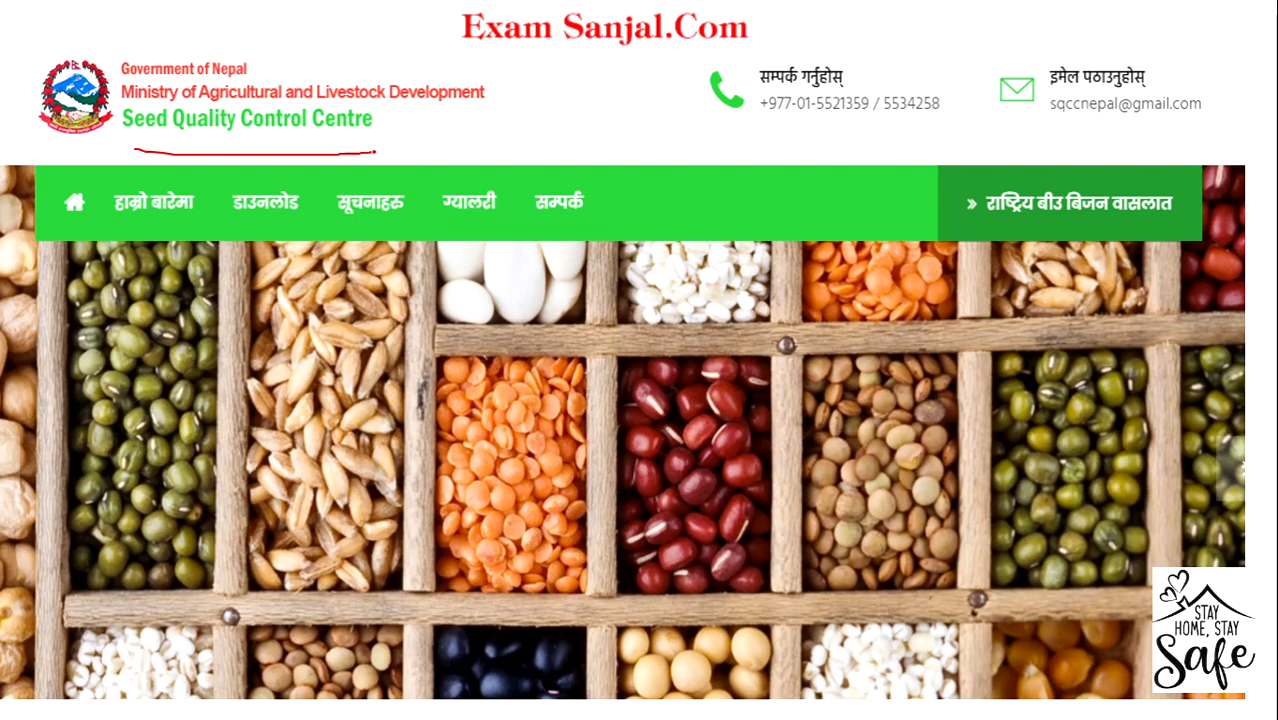 Exam Sanjal.Com
Government of Nepal
Ministry of Agricultural and Livestock Development
Seed Quality Control Centre
सम्पर्क गर्नुहोस्
+977-01-5521359 / 5534258
इमेल पठाउनुहोस्
sqccnepal@gmail.com
हाम्रो बारेमा
डाउनलोड
सूचनाहरु
ग्यालरी
सम्पर्क
» राष्ट्रिय बीउ बिजन वासलात
STAY
HOME, STAY
Safe